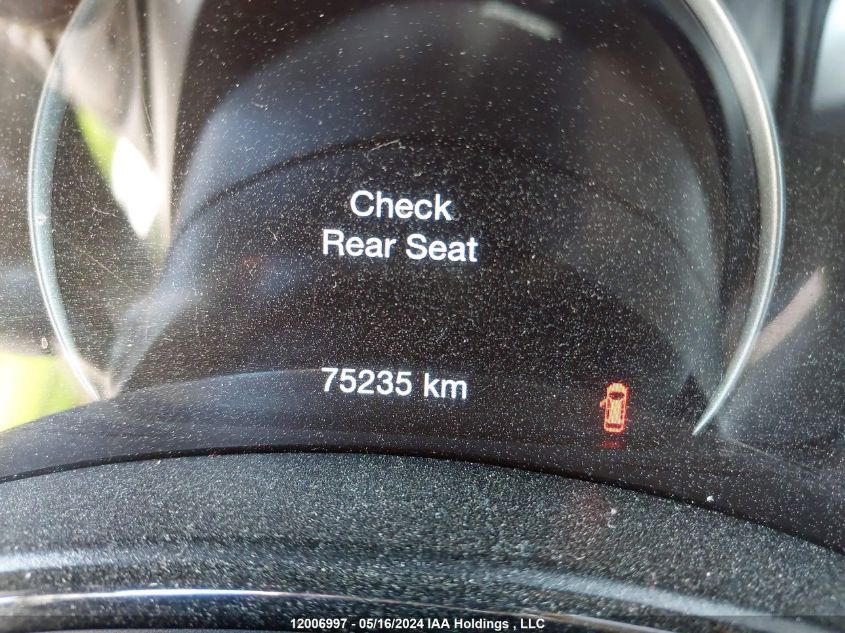 Check
Rear Seat
75235 km
12006997 - 05/16/2024 IAA Holdings , LLC